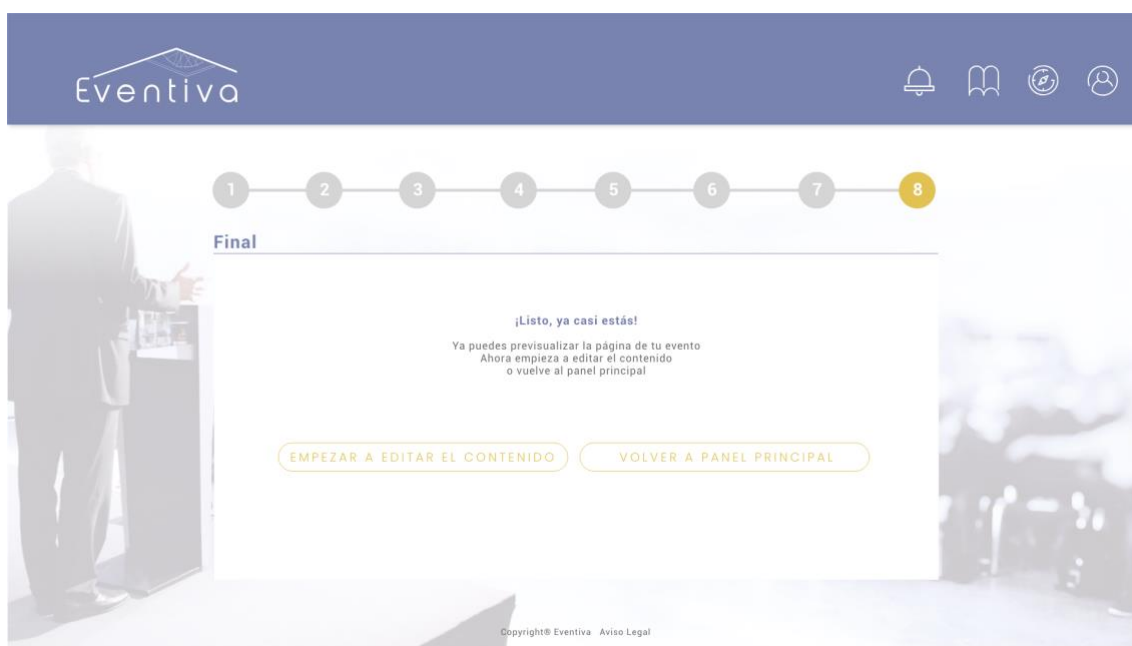 Eventiva
1 2 3 4 5 6 7 8
Final
¡Listo, ya casi estás!
Ya puedes previsualizar la página de tu evento
Ahora empieza a editar el contenido
o vuelve al panel principal
EMPEZAR A EDITAR EL CONTENIDO VOLVER A PANEL PRINCIPAL
Copyright® Eventiva Aviso Legal